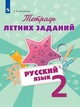 Тетрадь
летних заданий
РУССКИЙ ЯЗЫК
2